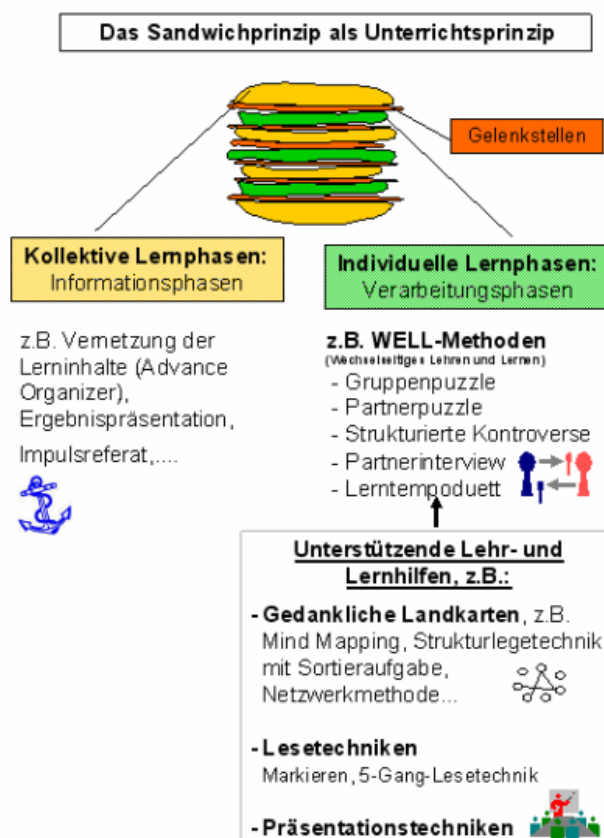 Das Sandwichprinzip als Unterrichtsprinzip
Gelenkstellen
Kollektive Lernphasen:
Informationsphasen
z.B. Vernetzung der
Lerninhalte (Advance
Organizer),
Ergebnispräsentation,
Impulsreferat,....
Individuelle Lernphasen:
Verarbeitungsphasen
z.B. WELL-Methoden
(Wechselseitiges Lehren und Lernen)
- Gruppenpuzzle
- Partnerpuzzle
- Strukturierte Kontroverse
- Partnerinterview
- Lerntempoduett
Unterstützende Lehr- und
Lernhilfen, z.B.:
- Gedankliche Landkarten, z.B.
Mind Mapping, Strukturlegetechnik
mit Sortieraufgabe,
Netzwerkmethode...
- Lesetechniken
Markieren, 5-Gang-Lesetechnik
- Präsentationstechniken